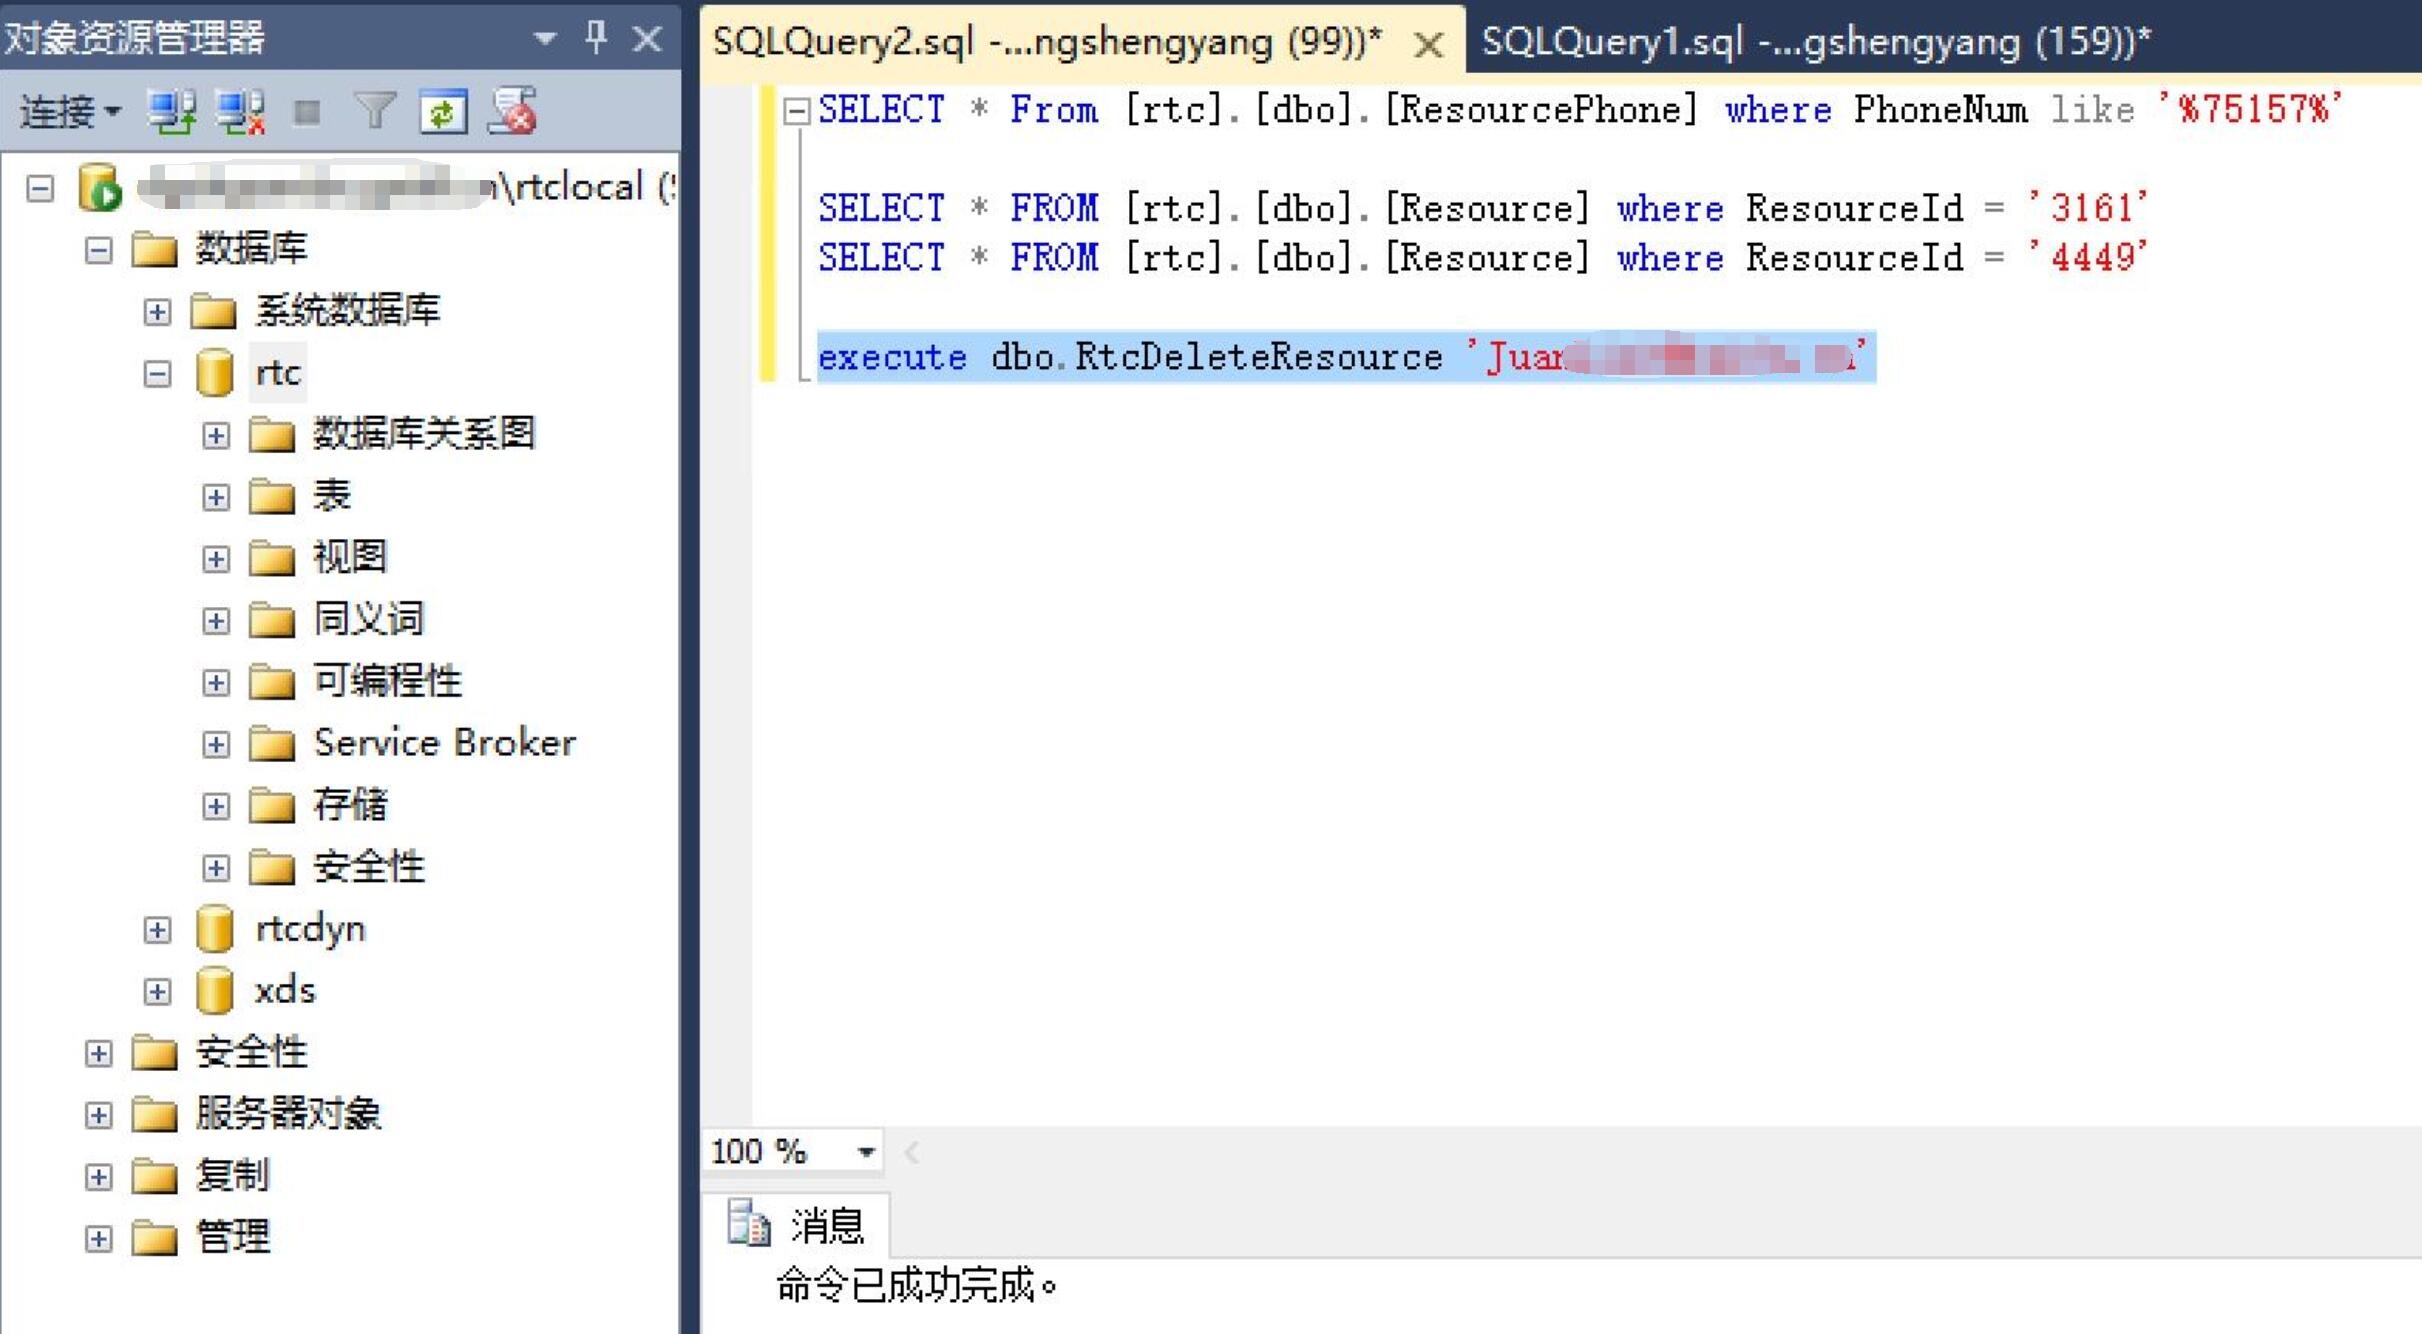 对象资源管理器
连接
\rtclocal (
数据库
系统数据库
rtc
数据库关系图
表
视图
同义词
可编程性
Service Broker
存储
安全性
rtcdyn
xds
安全性
服务器对象
复制
管理
SQLQuery2.sql -...ngshengyang (99))*
SQLQuery1.sql -...gshengyang (159))*
SELECT * From [rtc].[dbo].[ResourcePhone] where PhoneNum like '%75157%'
SELECT * FROM [rtc].[dbo].[Resource] where ResourceId = '3161'
SELECT * FROM [rtc].[dbo].[Resource] where ResourceId = '4449'
execute dbo.RtcDeleteResource '
100 %
消息
命令已成功完成。